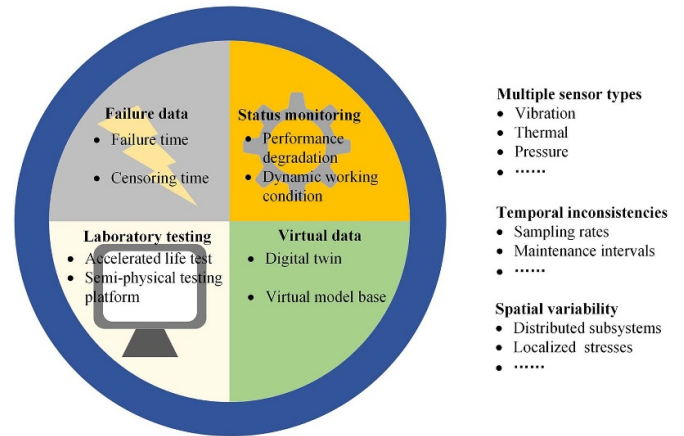 Failure data
• Failure time
• Censoring time
Status monitoring
• Performance
degradation
• Dynamic working
condition
Laboratory testing
• Accelerated life test
• Semi-physical testing
platform
Virtual data
• Digital twin
• Virtual model base
Multiple sensor types
• Vibration
• Thermal
• Pressure
• ······
Temporal inconsistencies
• Sampling rates
• Maintenance intervals
• ······
Spatial variability
• Distributed subsystems
• Localized stresses
• ······